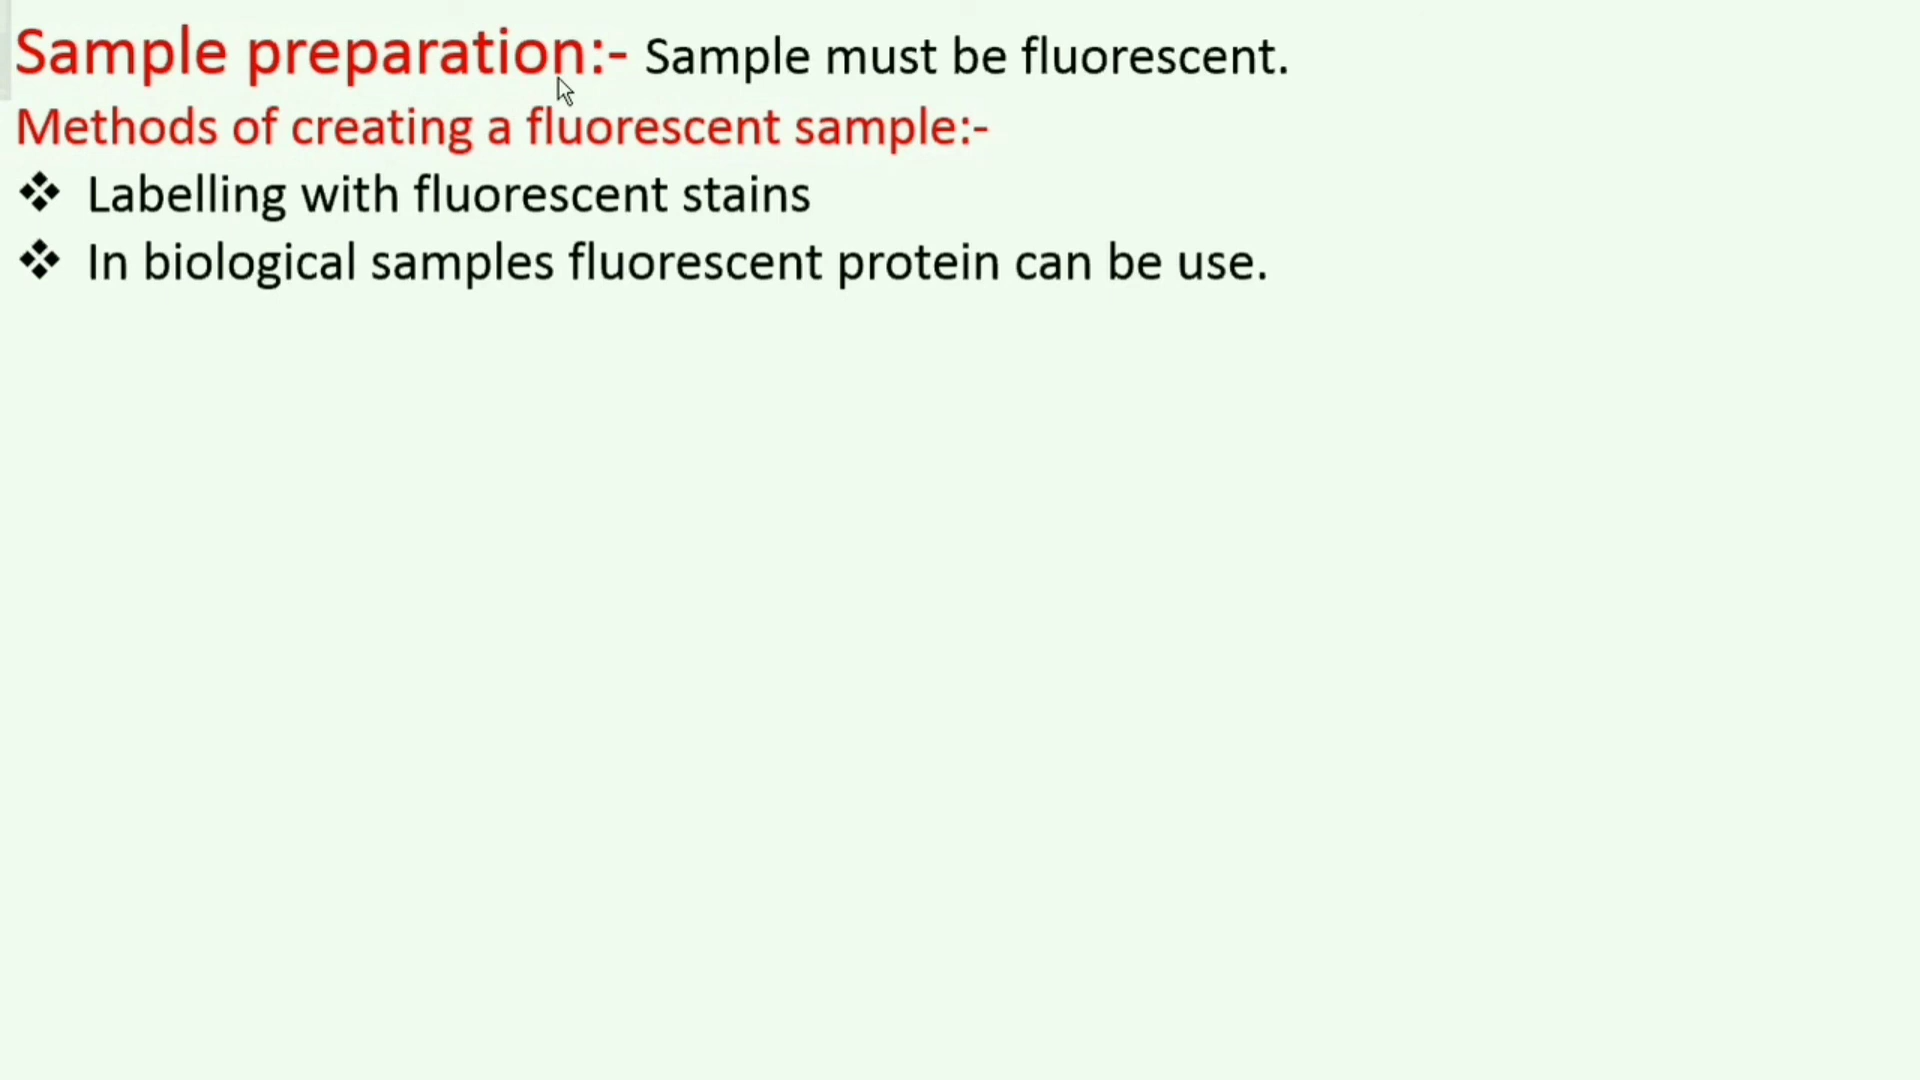 Sample preparation:- Sample must be fluorescent.
Methods of creating a fluorescent sample:-
❖ Labelling with fluorescent stains
❖ In biological samples fluorescent protein can be use.